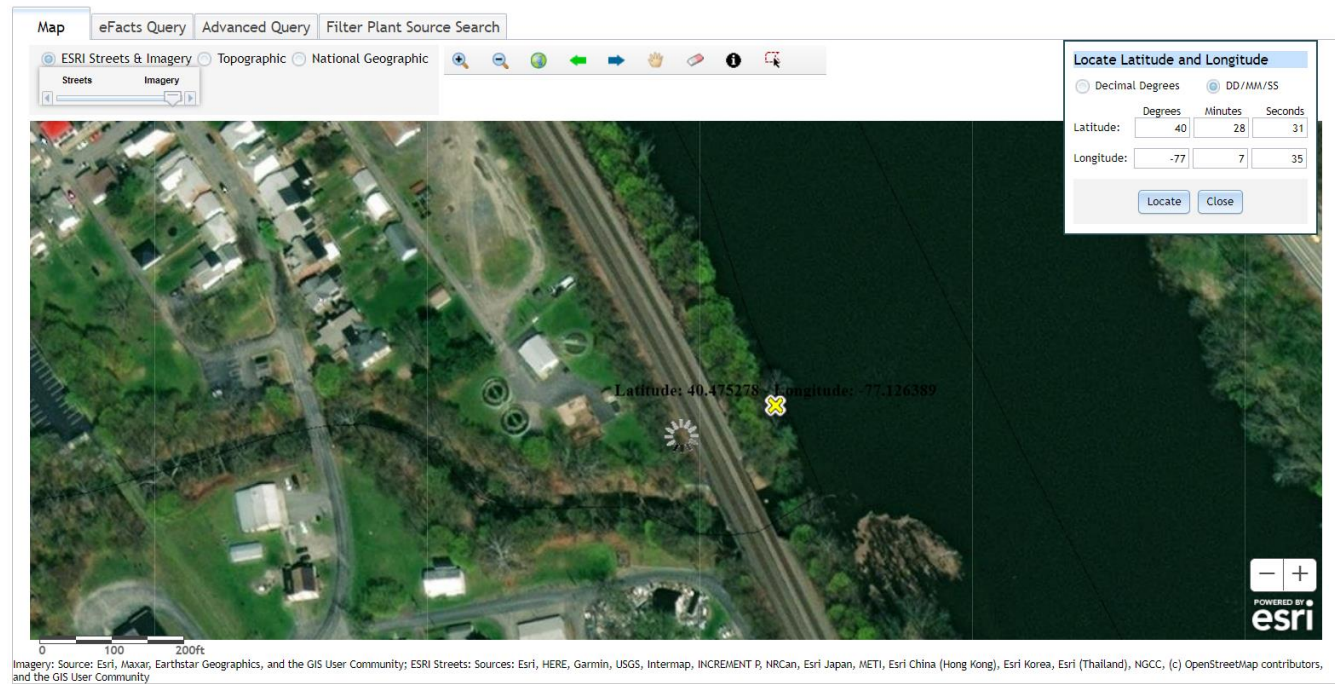 Map eFacts Query Advanced Query Filter Plant Source Search
ESRI Streets & Imagery Topographic National Geographic
Streets Imagery
Locate Latitude and Longitude
Decimal Degrees DD/MM/SS
Degrees Minutes Seconds
Latitude: 40 28 31
Longitude: -77 7 35
Locate Close
Latitude: 40.475278 Longitude: -77.126389
POWERED BY
esri
0 100 200ft
Imagery: Source: Esri, Maxar, Earthstar Geographics, and the GIS User Community; ESRI Streets: Sources: Esri, HERE, Garmin, USGS, Intermap, INCREMENT P, NRCan, Esri Japan, METI, Esri China (Hong Kong), Esri Korea, Esri (Thailand), NGCC, (c) OpenStreetMap contributors,
and the GIS User Community